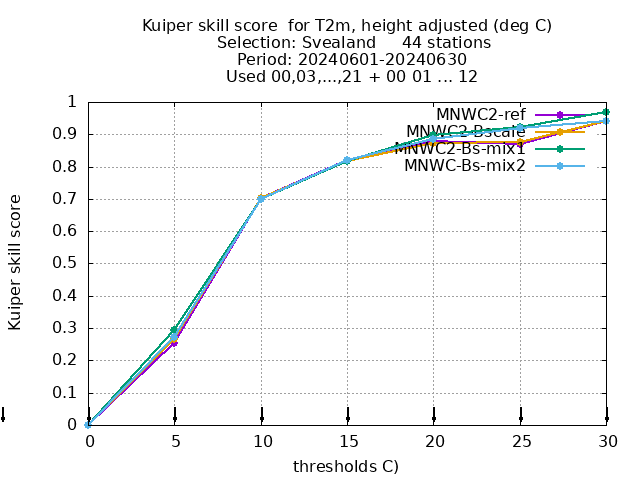 Kuiper skill score for T2m, height adjusted (deg C)
Selection: Svealand 44 stations
Period: 20240601-20240630
Used 00,03,...,21 + 00 01 ... 12
1
0.9
0.8
0.7
0.6
0.5
0.4
0.3
0.2
0.1
0
Kuiper skill score
MNWC2-ref
MNWC2-Bscale
MNWC2-Bs-mix1
MNWC-Bs-mix2
0 5 10 15 20 25 30
thresholds C)